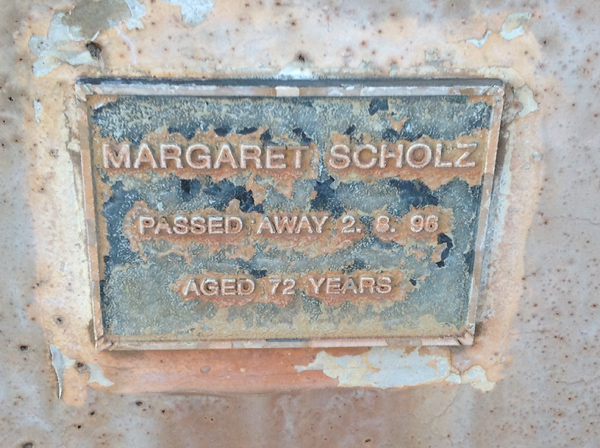 MARGARET SCHOLZ
PASSED AWAY 2. 8. 96
AGED 72 YEARS